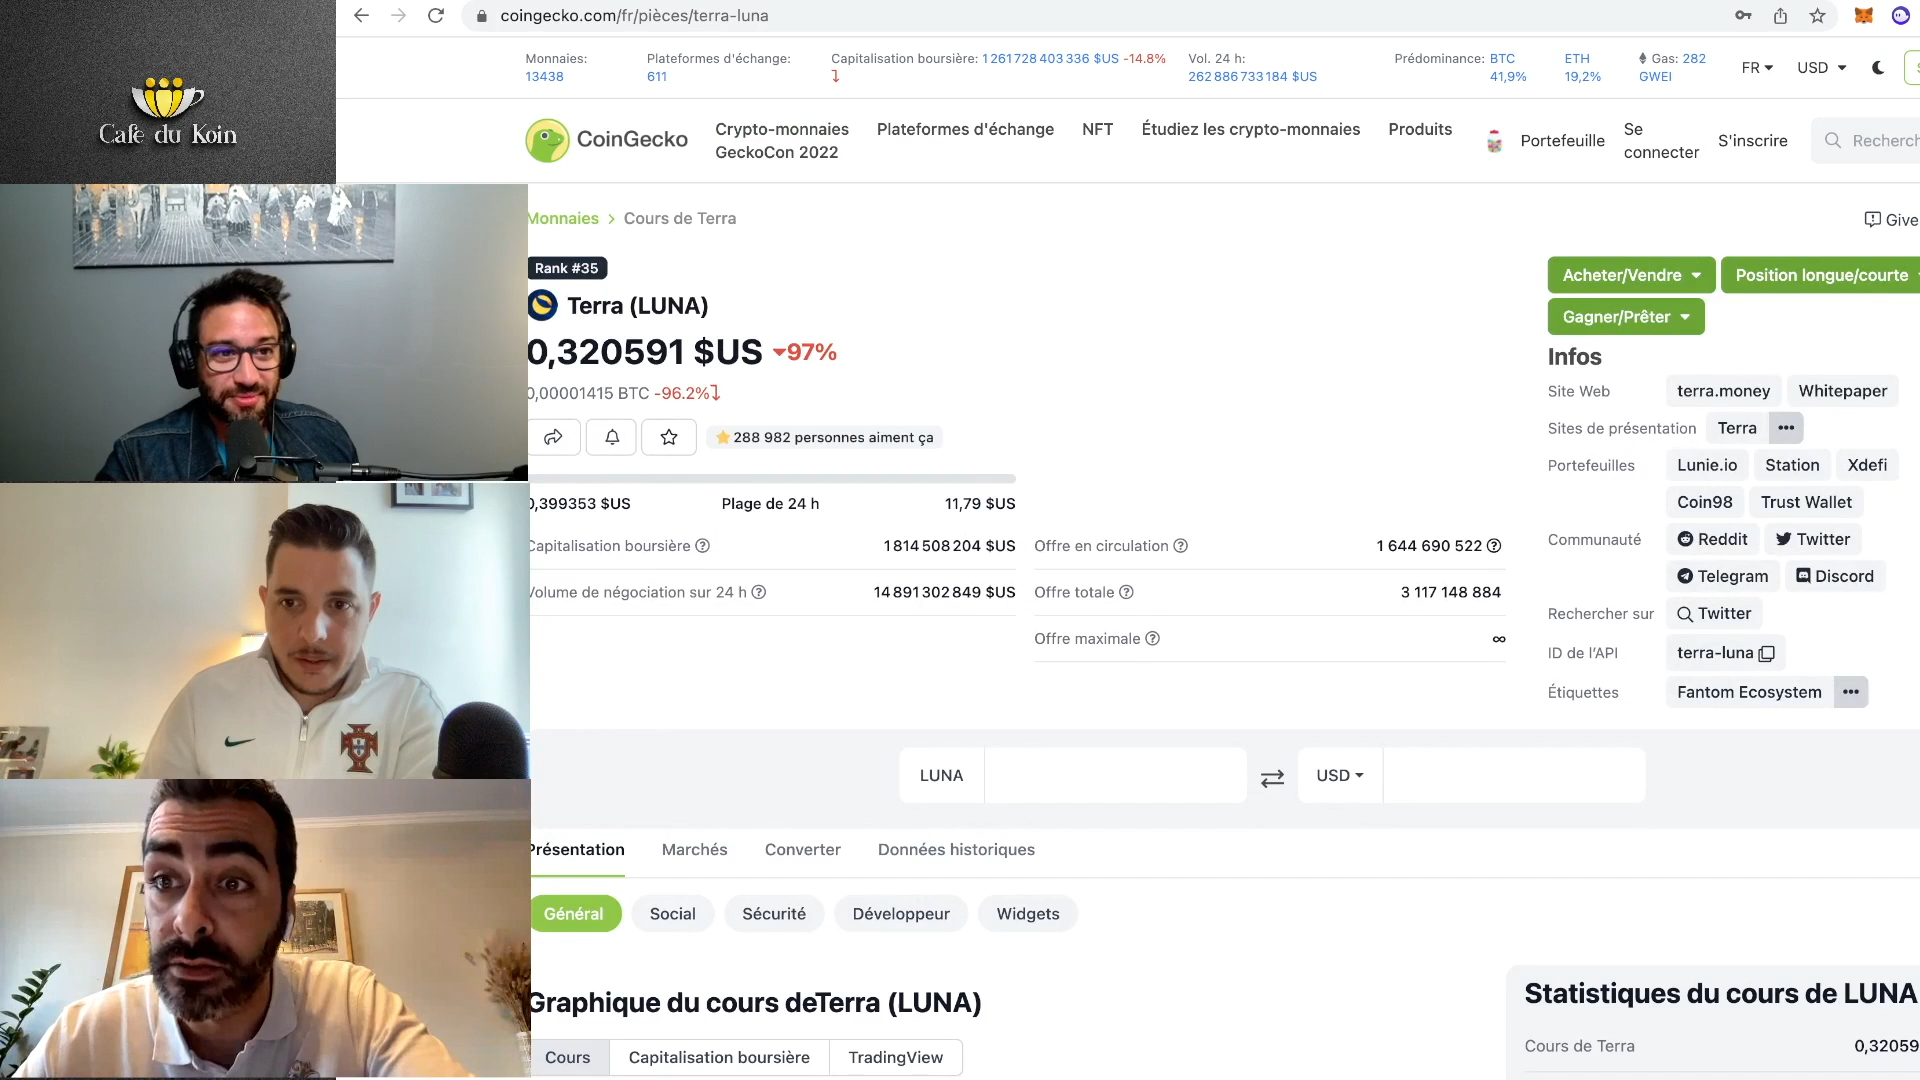 coingecko.com/fr/pièces/terra-luna
Cafe du Koin
Monnaies:
13438
Plateformes d'échange:
611
Capitalisation boursière: 1 261 728 403 336 $US -14.8%
Vol. 24 h:
262 886 733 184 $US
Prédominance: BTC
41,9%
ETH
19,2%
Gas: 282
GWEI
FR
USD
CoinGecko
Crypto-monnaies
Plateformes d'échange
NFT
Étudiez les crypto-monnaies
Produits
GeckoCon 2022
Portefeuille
Se
connecter
S'inscrire
Recherch
Monnaies > Cours de Terra
Give
Rank #35
Terra (LUNA)
0,320591 $US 97%
0,00001415 BTC -96.2%
288 982 personnes aiment ça
0,399353 $US
Plage de 24 h
11,79 $US
Capitalisation boursière
1 814 508 204 $US
Volume de négociation sur 24 h
14 891 302 849 $US
Offre en circulation
1 644 690 522
Offre totale
3 117 148 884
Offre maximale
∞
Acheter/Vendre
Position longue/courte
Gagner/Prêter
Infos
Site Web
terra.money
Whitepaper
Sites de présentation
Terra
•••
Portefeuilles
Lunie.io
Station
Xdefi
Coin98
Trust Wallet
Communauté
Reddit
Twitter
Telegram
Discord
Rechercher sur
Twitter
ID de l'API
terra-luna
Étiquettes
Fantom Ecosystem
•••
LUNA
USD
Présentation
Marchés
Converter
Données historiques
Général
Social
Sécurité
Développeur
Widgets
Graphique du cours deTerra (LUNA)
Cours
Capitalisation boursière
TradingView
Statistiques du cours de LUNA
Cours de Terra
0,32059